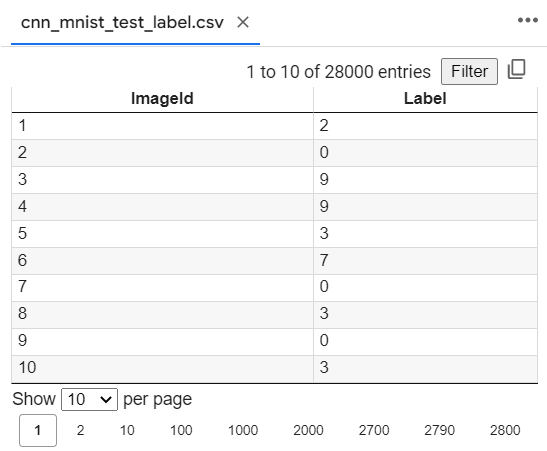 cnn_mnist_test_label.csv
1 to 10 of 28000 entries Filter
ImageId Label
1 2
2 0
3 9
4 9
5 3
6 7
7 0
8 3
9 0
10 3
Show 10 per page
1 2 10 100 1000 2000 2700 2790 2800